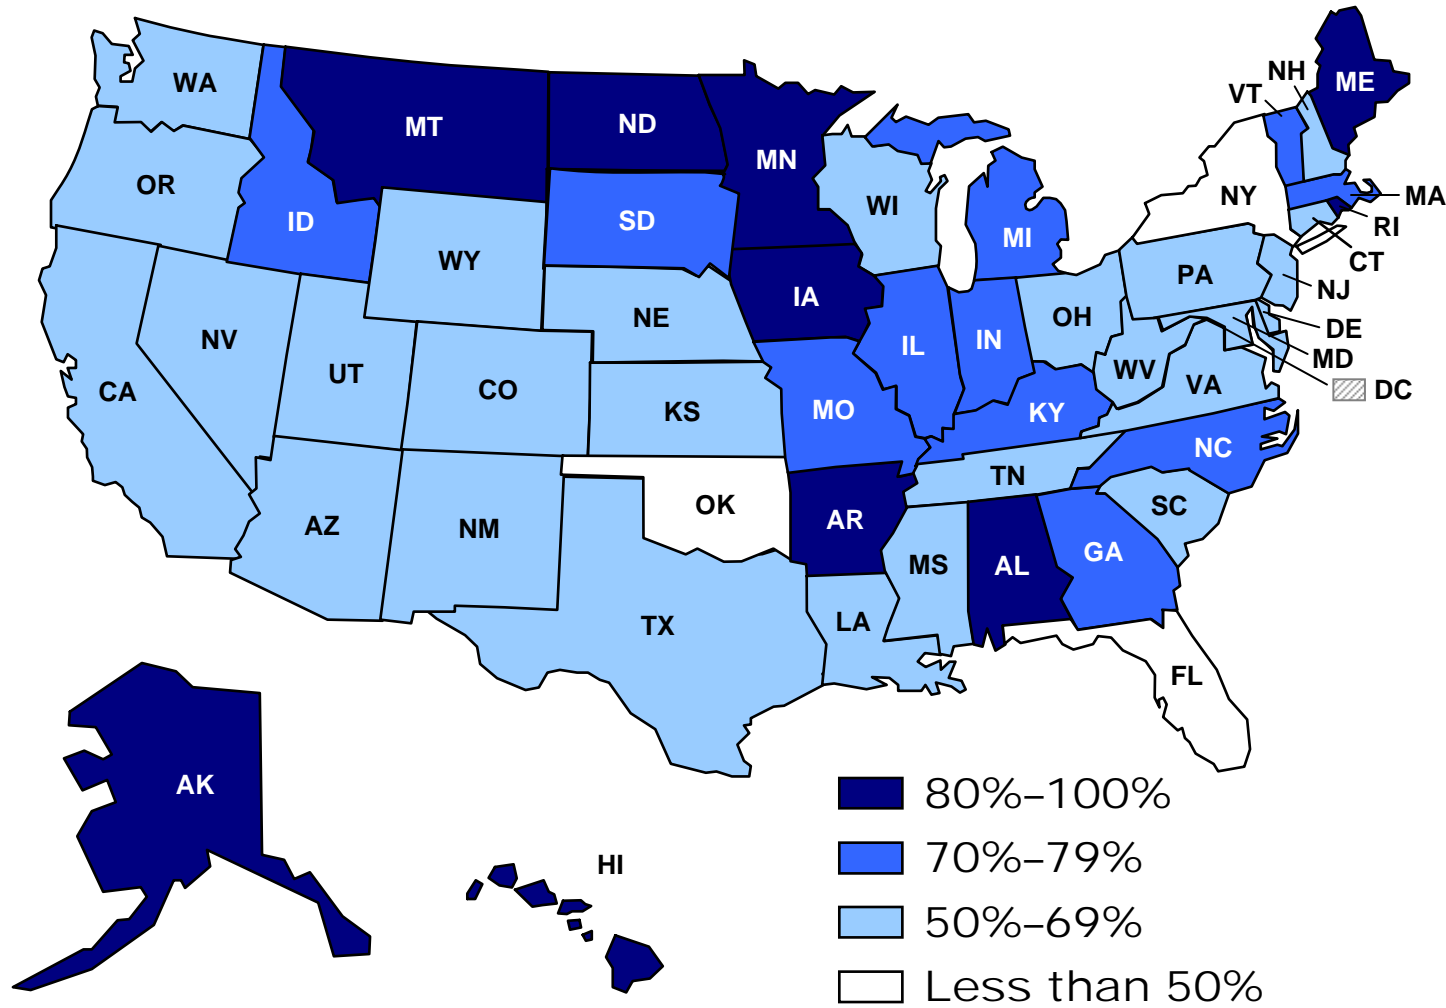 NH
ME
VT
WA
MT
ND
MN
OR
WI
NY
MA
ID
SD
MI
RI
WY
CT
PA
NJ
IA
NE
OH
DE
NV
IL
IN
MD
UT
WV
VA
CA
CO
DC
KS
MO
KY
NC
TN
AZ
NM
OK
AR
SC
MS
AL
GA
TX
LA
FL
AK
HI
80%–100%
70%–79%
50%–69%
Less than 50%